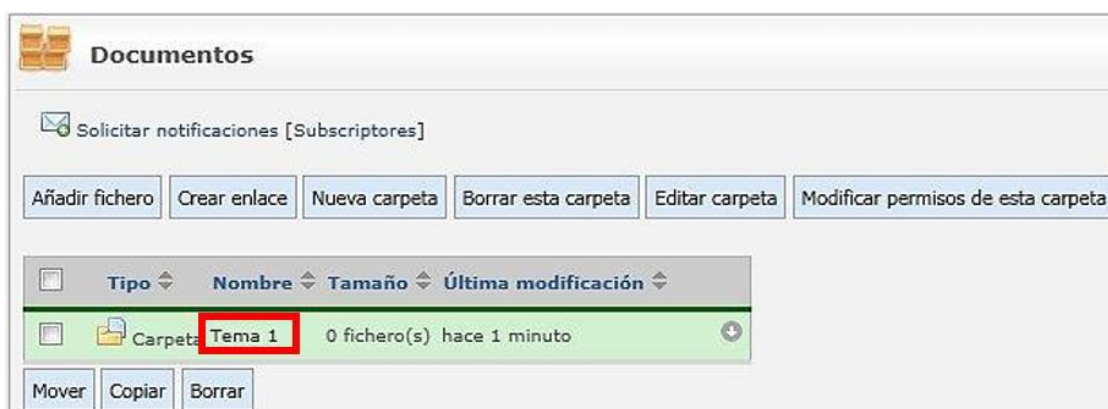 Documentos
Solicitar notificaciones [Subscriptores]
Añadir fichero Crear enlace Nueva carpeta Borrar esta carpeta Editar carpeta Modificar permisos de esta carpeta
Tipo Nombre Tamaño Última modificación
Carpeta Tema 1 0 fichero(s) hace 1 minuto
Mover Copiar Borrar